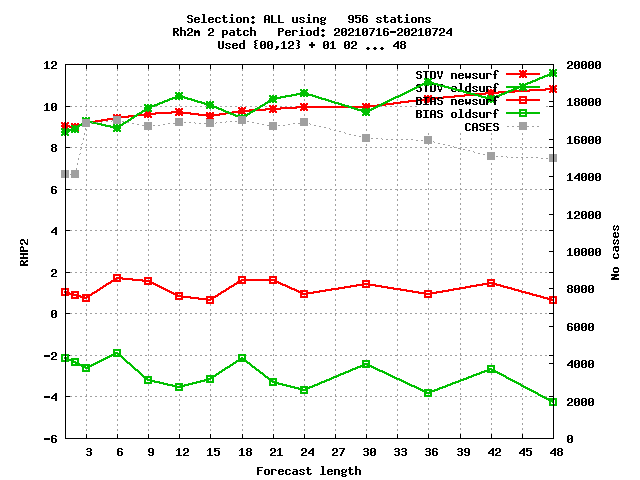 Selection: ALL using   956 stations
Rh2m 2 patch   Period: 20210716-20210724
Used {00,12} + 01 02 ... 48
STDV newsurf
STDV oldsurf
BIAS newsurf
BIAS oldsurf
CASES
12
10
8
6
4
2
0
-2
-4
-6
RHP2
20000
18000
16000
14000
12000
10000
8000
6000
4000
2000
0
No cases
3 6 9 12 15 18 21 24 27 30 33 36 39 42 45 48
Forecast length